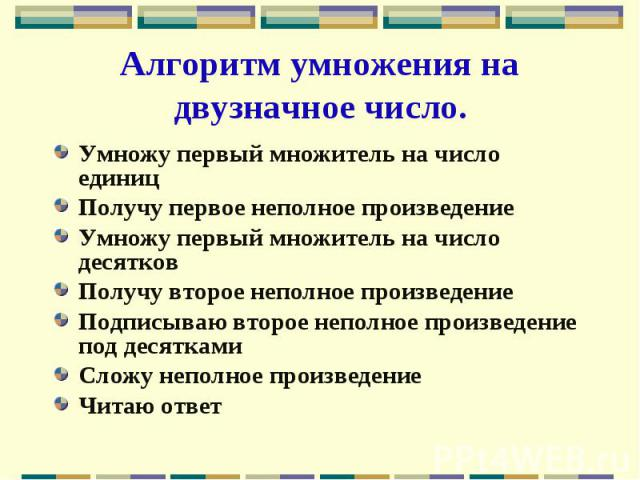 Алгоритм умножения на
двузначное число.
Умножу первый множитель на число
единиц
Получу первое неполное произведение
Умножу первый множитель на число
десятков
Получу второе неполное произведение
Подписываю второе неполное произведение
под десятками
Сложу неполное произведение
Читаю ответ
PPt4WEB.ru